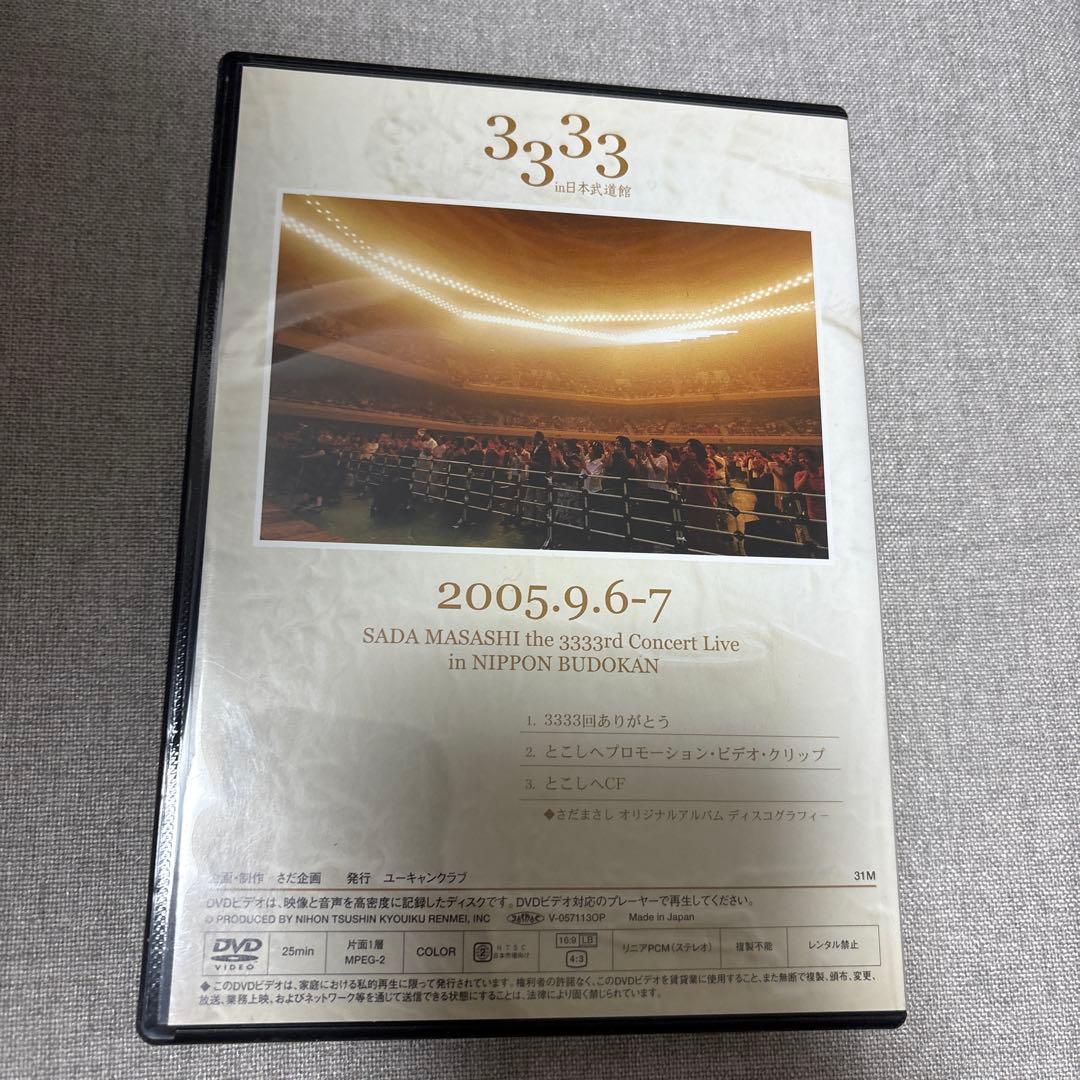 3333
in日本武道館
2005.9.6-7
SADA MASASHI the 3333rd Concert Live
in NIPPON BUDOKAN
1. 3333回ありがとう
2. とこしへプロモーション・ビデオ・クリップ
3. とこしへCF
◆さだまさし オリジナルアルバム ディスコグラフィー
企画・制作 さだ企画 発行 ユーキャンクラブ 31M
DVDビデオは、映像と音声を高密度に記録したディスクです。DVDビデオ対応のプレーヤーで再生してください。
© PRODUCED BY NIHON TSUSHIN KYOUIKU RENMEI, INC V-057113OP Made in Japan
DVD VIDEO 25min 片面1層 MPEG-2 COLOR 2 NTSC 日本市場向け 16:9 LB 4:3 リニアPCM(ステレオ) 複製不能 レンタル禁止
◆このDVDビデオは、家庭における私的再生に限って発行されています。権利者の許諾なく、このDVDビデオを賃貸業に使用すること、また無断で複製、頒布、変更、
放送、業務上映、およびネットワーク等を通じて送信できる状態にすることは、法律により固く禁じられています。